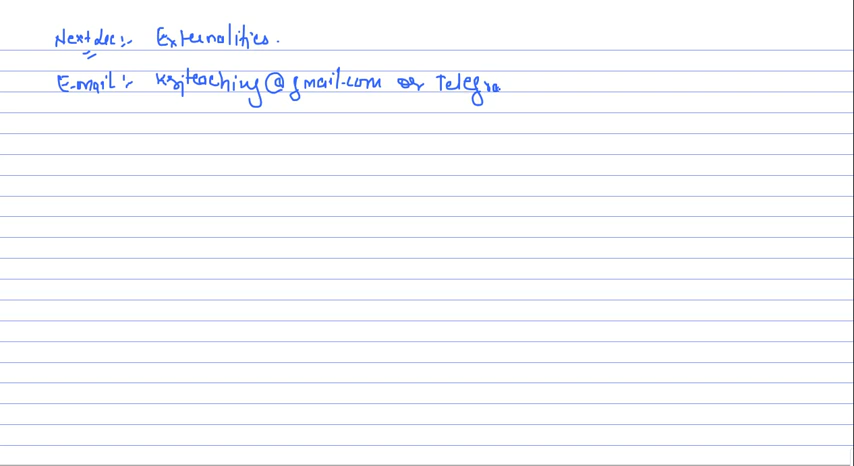 Next Lec:- Externalities.
E-mail:- ksjteaching@gmail.com or Telegra